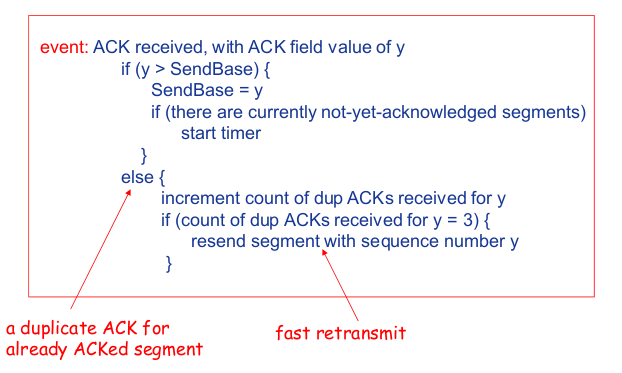 event: ACK received, with ACK field value of y
if (y > SendBase) {
SendBase = y
if (there are currently not-yet-acknowledged segments)
start timer
}
else {
increment count of dup ACKs received for y
if (count of dup ACKs received for y = 3) {
resend segment with sequence number y
}
a duplicate ACK for
already ACKed segment
fast retransmit